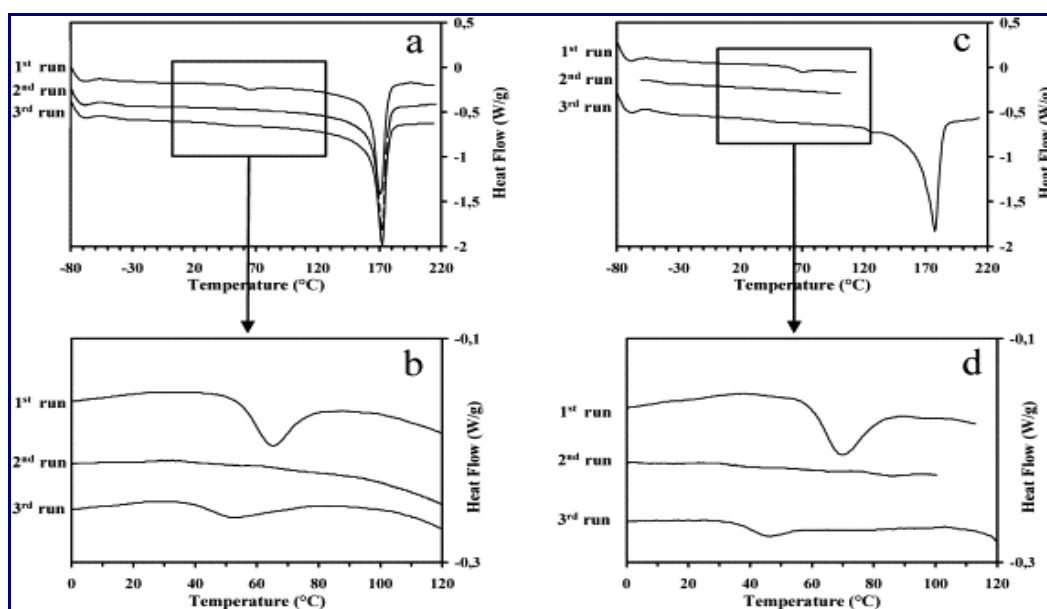 a
1st run
2nd run
3rd run
0,5
0
-0,5
-1
-1,5
-2
Heat Flow (W/g)
-80 -30 20 70 120 170 220
Temperature (°C)
c
1st run
2nd run
3rd run
0,5
0
-0,5
-1
-1,5
-2
Heat Flow (W/g)
-80 -30 20 70 120 170 220
Temperature (°C)
b
1st run
2nd run
3rd run
-0,1
-0,3
Heat Flow (W/g)
0 20 40 60 80 100 120
Temperature (°C)
d
1st run
2nd run
3rd run
-0,1
-0,3
Heat Flow (W/g)
0 20 40 60 80 100 120
Temperature (°C)